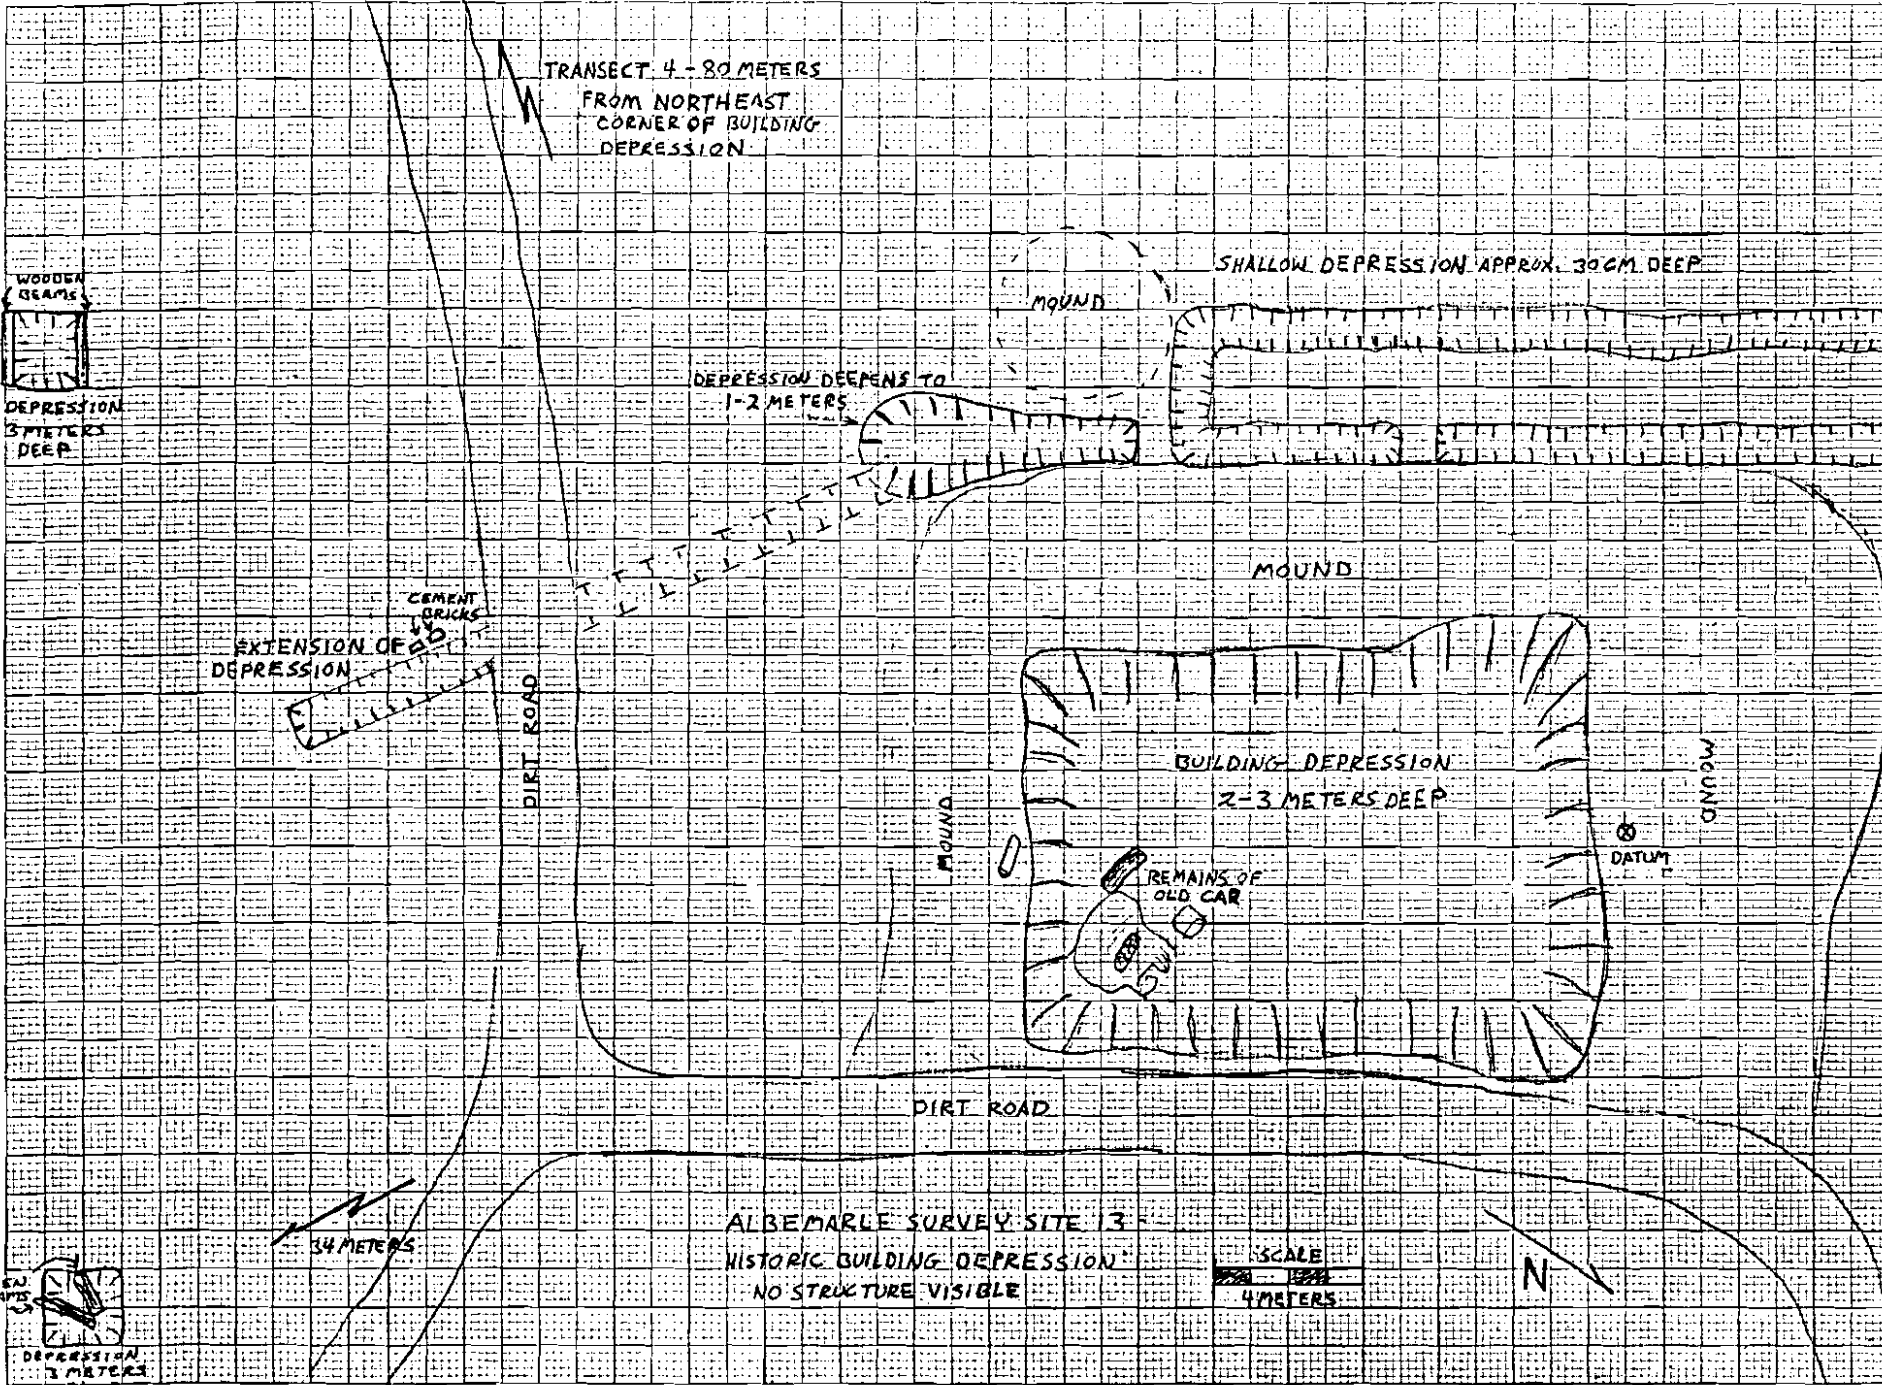 TRANSECT 4 - 80 METERS
FROM NORTHEAST
CORNER OF BUILDING
DEPRESSION
WOODEN
BEAMS
DEPRESSION
3 METERS
DEEP
SHALLOW DEPRESSION APPROX. 30CM DEEP
MOUND
DEPRESSION DEEPENS TO
1-2 METERS
MOUND
CEMENT
BRICKS
EXTENSION OF
DEPRESSION
DIRT ROAD
BUILDING DEPRESSION
2-3 METERS DEEP
MOUND
MOUND
DATUM
REMAINS OF
OLD CAR
DIRT ROAD
34 METERS
ALBEMARLE SURVEY SITE 13
HISTORIC BUILDING DEPRESSION
NO STRUCTURE VISIBLE
SCALE
4 METERS
N
DEPRESSION
3 METERS